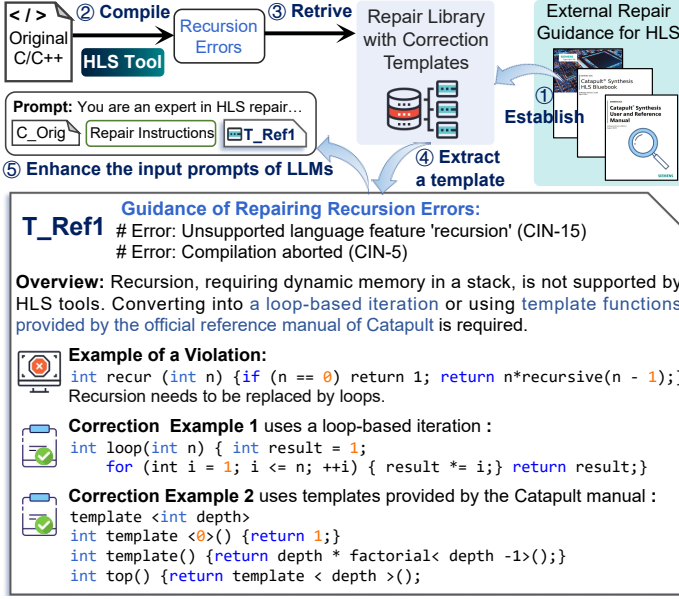 </> 
Original
C/C++
② Compile
HLS Tool
Recursion
Errors
③ Retrive
Repair Library
with Correction
Templates
External Repair
Guidance for HLS
①
Establish
SIEMENS
Catapult® Synthesis
HLS Bluebook
Catapult® Synthesis
User and Reference
Manual
SIEMENS
Prompt: You are an expert in HLS repair…
C_Orig
Repair Instructions
T_Ref1
④ Extract
a template
⑤ Enhance the input prompts of LLMs
T_Ref1
Guidance of Repairing Recursion Errors:
# Error: Unsupported language feature 'recursion' (CIN-15)
# Error: Compilation aborted (CIN-5)
Overview: Recursion, requiring dynamic memory in a stack, is not supported by
HLS tools. Converting into a loop-based iteration or using template functions
provided by the official reference manual of Catapult is required.
Example of a Violation:
int recur (int n) {if (n == 0) return 1; return n*recursive(n - 1);}
Recursion needs to be replaced by loops.
Correction Example 1 uses a loop-based iteration :
int loop(int n) { int result = 1;
for (int i = 1; i <= n; ++i) { result *= i;} return result;}
Correction Example 2 uses templates provided by the Catapult manual :
template <int depth>
int template <0>() {return 1;}
int template() {return depth * factorial< depth -1>();}
int top() {return template < depth >();